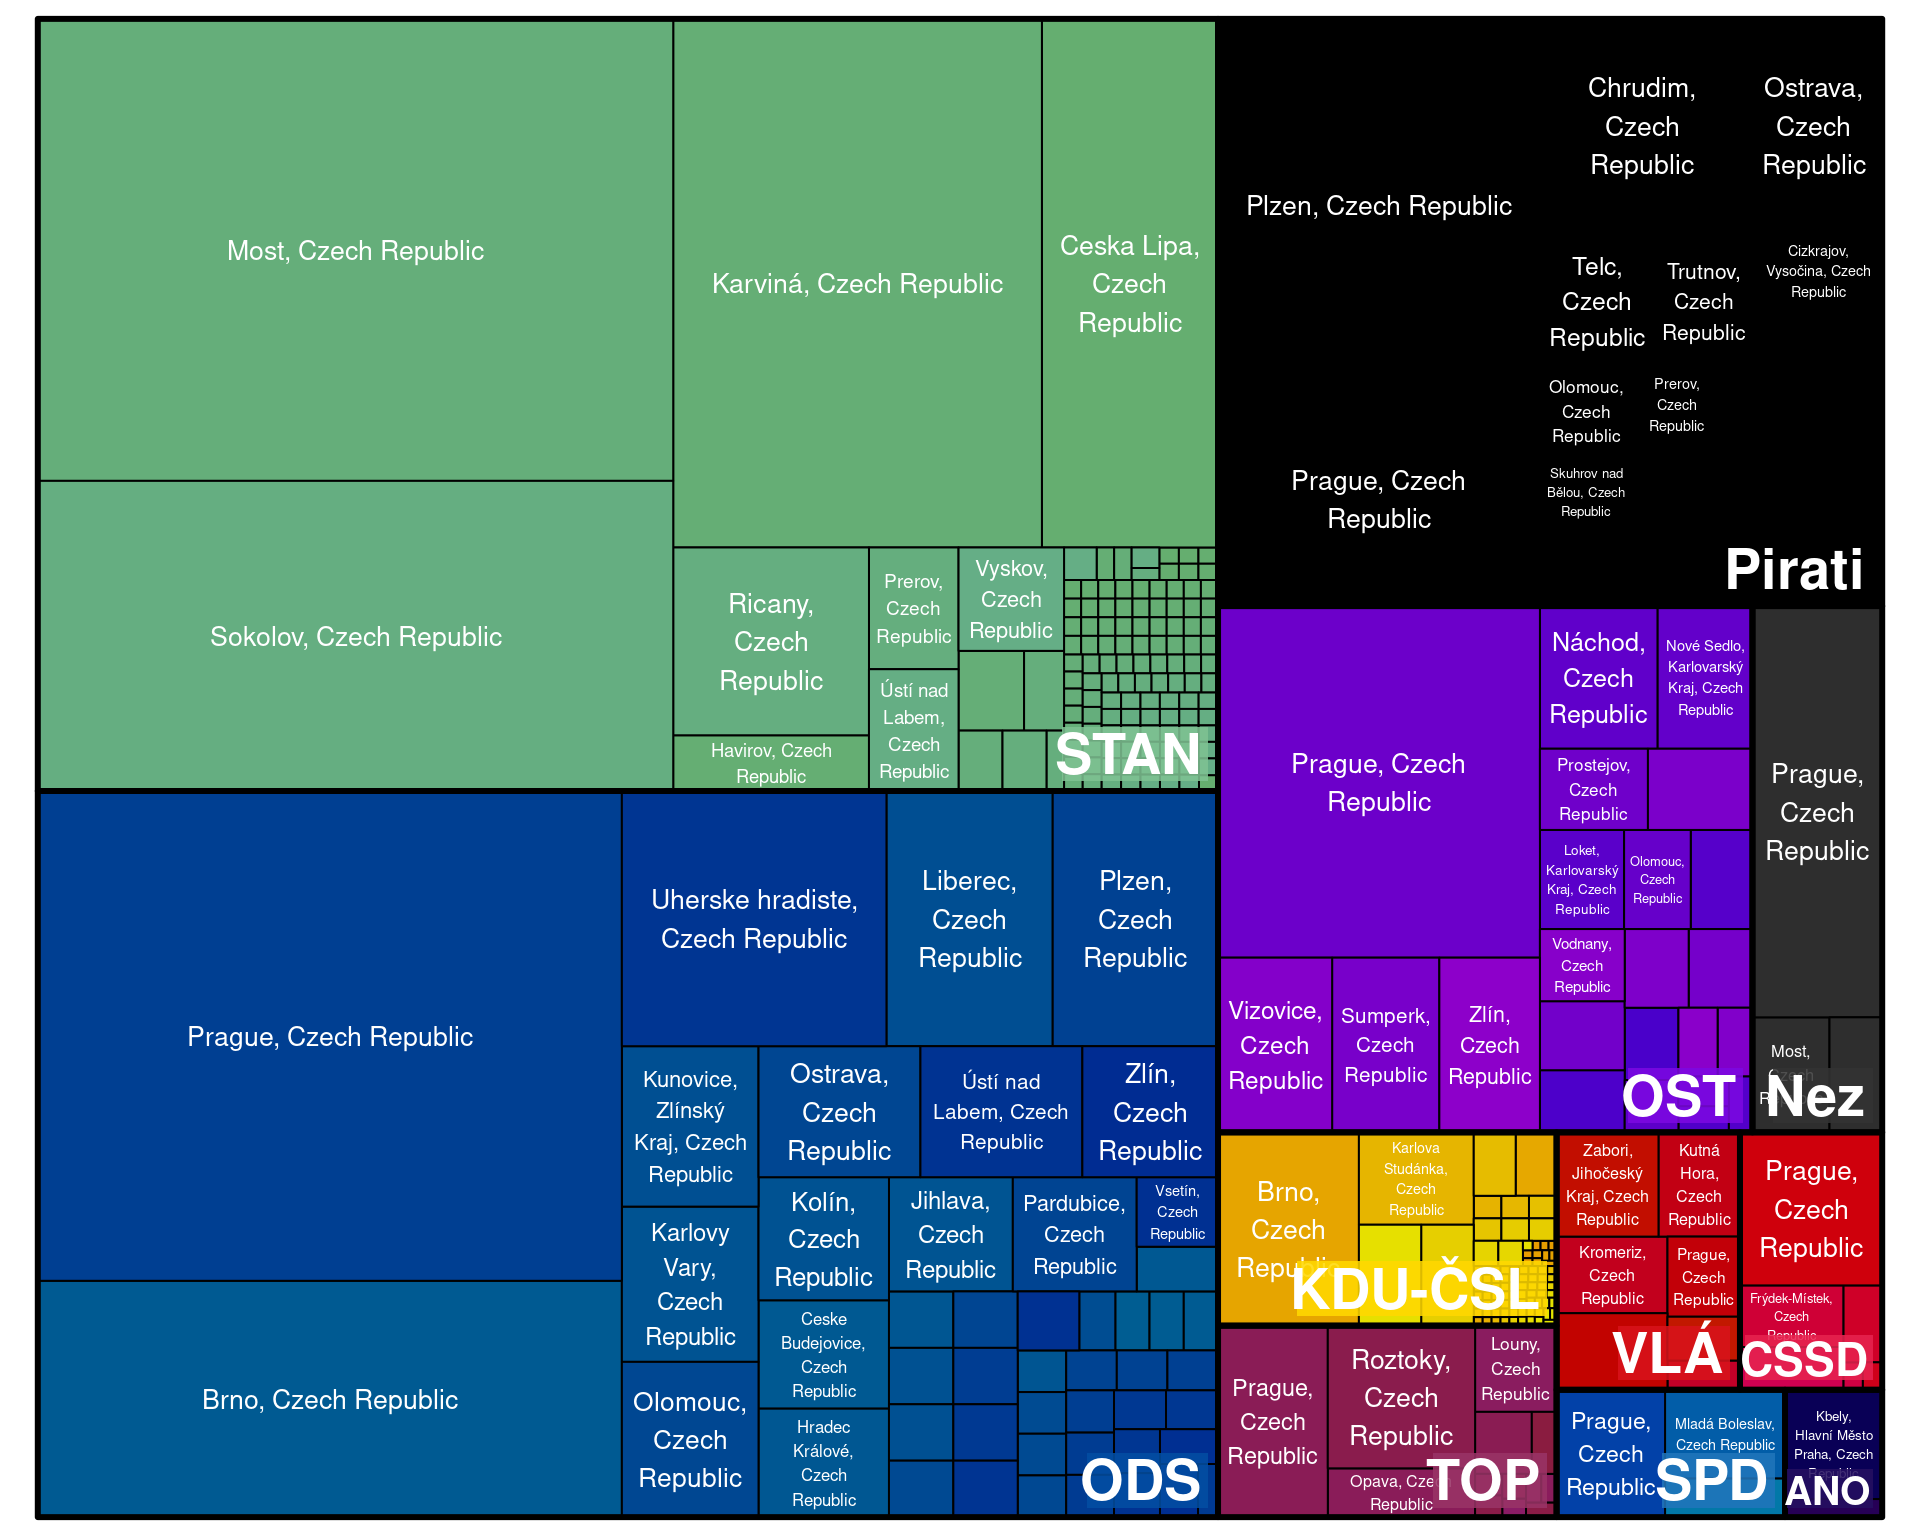 Most, Czech Republic
Sokolov, Czech Republic
Karviná, Czech Republic
Ceska Lipa,
Czech
Republic
Ricany,
Czech
Republic
Havirov, Czech
Republic
Prerov,
Czech
Republic
Ústí nad
Labem,
Czech
Republic
Vyskov,
Czech
Republic
STAN
Prague, Czech Republic
Brno, Czech Republic
Uherske hradiste,
Czech Republic
Liberec,
Czech
Republic
Plzen,
Czech
Republic
Kunovice,
Zlínský
Kraj, Czech
Republic
Karlovy
Vary,
Czech
Republic
Olomouc,
Czech
Republic
Ostrava,
Czech
Republic
Ústí nad
Labem, Czech
Republic
Zlín,
Czech
Republic
Kolín,
Czech
Republic
Ceske
Budejovice,
Czech
Republic
Hradec
Králové,
Czech
Republic
Jihlava,
Czech
Republic
Pardubice,
Czech
Republic
Vsetín,
Czech
Republic
ODS
Plzen, Czech Republic
Prague, Czech
Republic
Chrudim,
Czech
Republic
Ostrava,
Czech
Republic
Telc,
Czech
Republic
Trutnov,
Czech
Republic
Cizkrajov,
Vysočina, Czech
Republic
Olomouc,
Czech
Republic
Prerov,
Czech
Republic
Skuhrov nad
Bělou, Czech
Republic
Pirati
Prague, Czech
Republic
Vizovice,
Czech
Republic
Sumperk,
Czech
Republic
Zlín,
Czech
Republic
Náchod,
Czech
Republic
Nové Sedlo,
Karlovarský
Kraj, Czech
Republic
Prostejov,
Czech
Republic
Loket,
Karlovarský
Kraj, Czech
Republic
Olomouc,
Czech
Republic
Vodnany,
Czech
Republic
OST
Prague,
Czech
Republic
Most,
Czech
Nez
Brno,
Czech
Republic
Karlova
Studánka,
Czech
Republic
KDU-ČSL
Prague,
Czech
Republic
Roztoky,
Czech
Republic
Opava, Czech
Republic
Louny,
Czech
Republic
TOP
Zabori,
Jihočeský
Kraj, Czech
Republic
Kutná
Hora,
Czech
Republic
Kromeriz,
Czech
Republic
Prague,
Czech
Republic
VLÁ
Prague,
Czech
Republic
Frýdek-Místek,
Czech
Republic
CSSD
Prague,
Czech
Republic
Mladá Boleslav,
Czech Republic
SPD
Kbely,
Hlavní Město
Praha, Czech
Republic
ANO